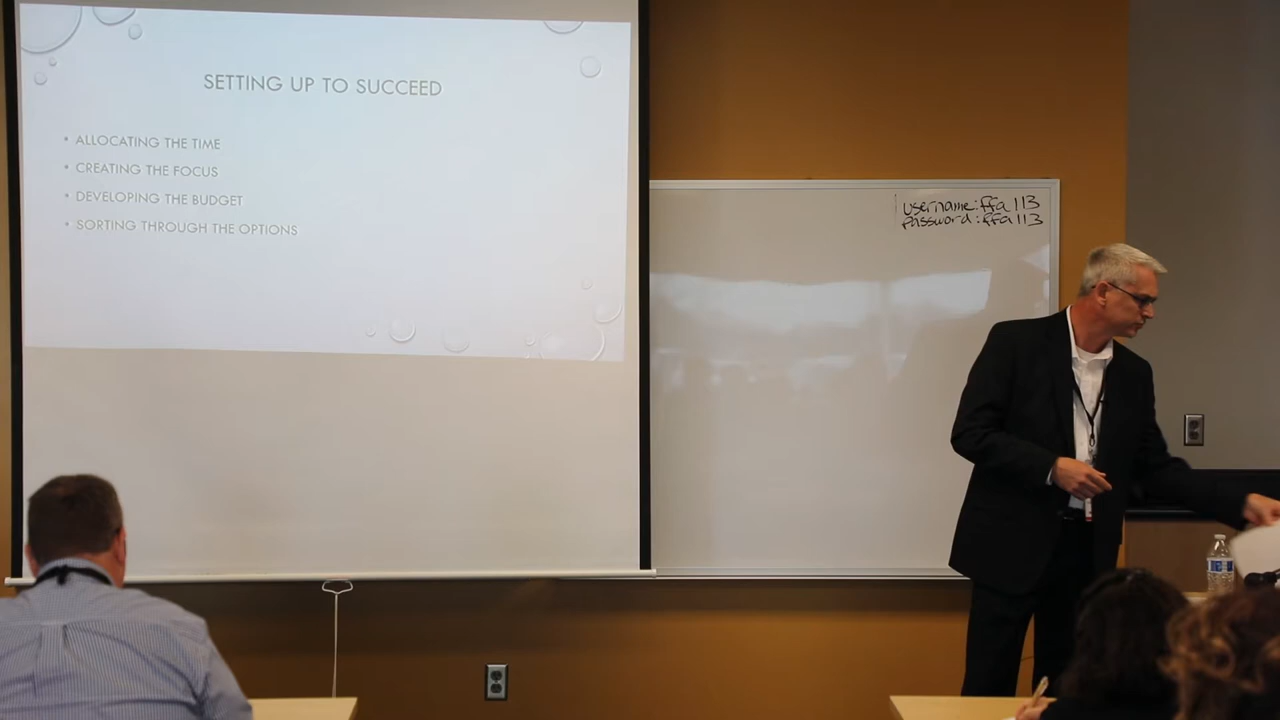 SETTING UP TO SUCCEED
• ALLOCATING THE TIME
• CREATING THE FOCUS
• DEVELOPING THE BUDGET
• SORTING THROUGH THE OPTIONS
username: ffa113
password: ffa113